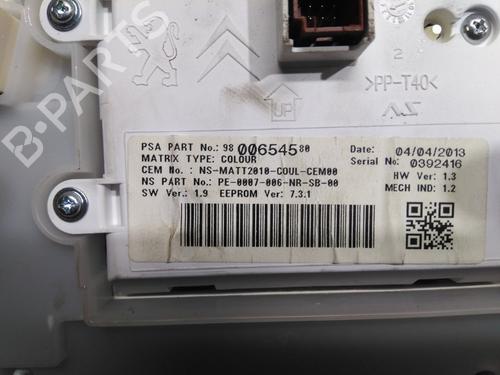 B-PARTS
2
UP
>PP-T40<
PSA PART No.: 98 006545 80
MATRIX TYPE: COLOUR
CEM No.: NS-MATT2010-COUL-CEM00
NS PART No.: PE-0007-006-NR-SB-00
SW Ver.: 1.9 EEPROM Ver: 7.3.1
Date: 04/04/2013
Serial No: 0392416
HW Ver: 1.3
MECH IND: 1.2